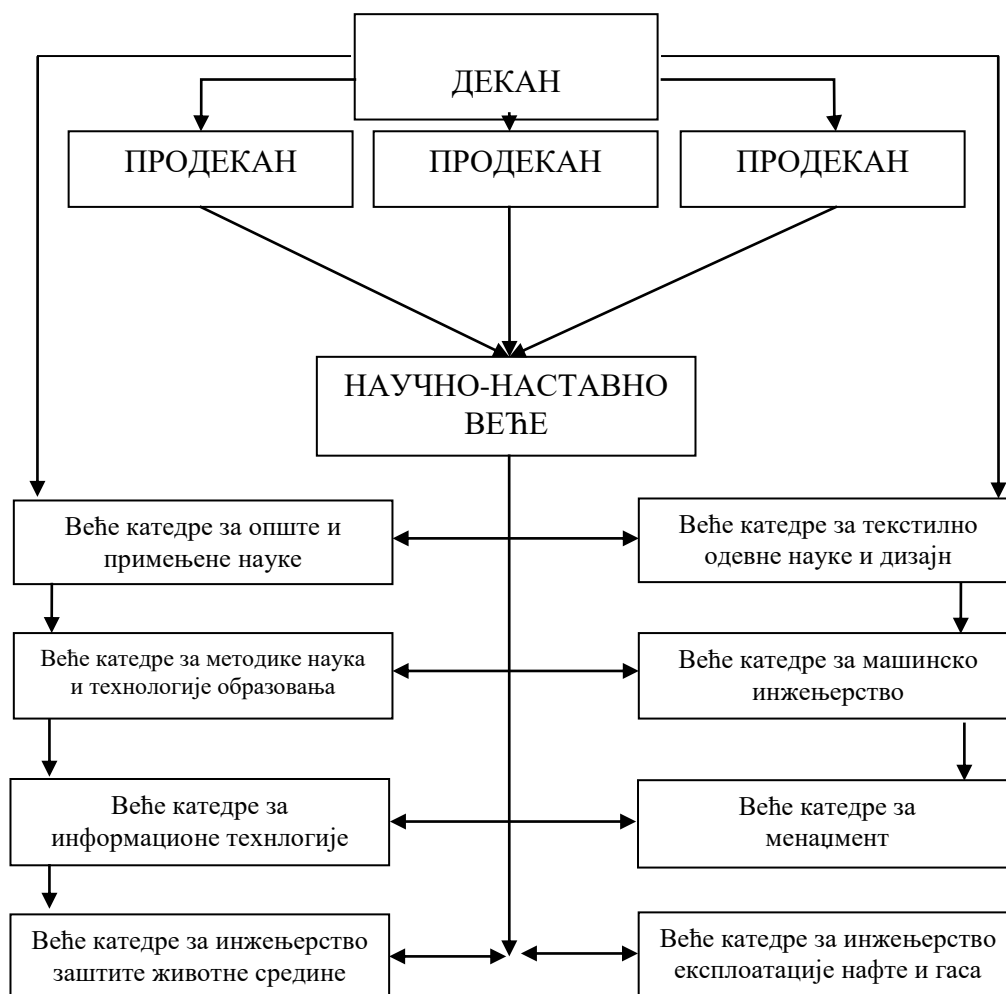 ДЕКАН
ПРОДЕКАН
ПРОДЕКАН
ПРОДЕКАН
НАУЧНО-НАСТАВНО
ВЕЋЕ
Веће катедре за опште и
примењене науке
Веће катедре за текстилно
одевне науке и дизајн
Веће катедре за методике наука
и технологије образовања
Веће катедре за машинско
инжењерство
Веће катедре за
информационе технлогије
Веће катедре за
менаџмент
Веће катедре за инжењерство
заштите животне средине
Веће катедре за инжењерство
експлоатације нафте и гаса